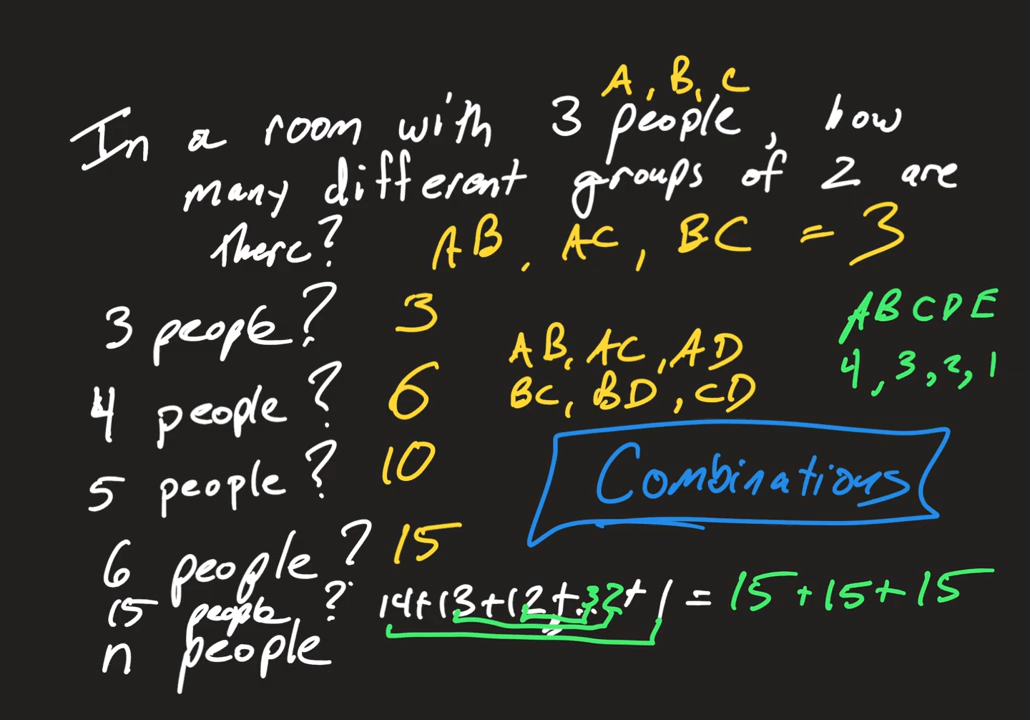 A, B, C
In a room with 3 people, how
many different groups of 2 are
there? AB, AC, BC = 3
3 people? 3
A B C D E
4, 3, 2, 1
AB, AC, AD
4 people? 6 BC, BD, CD
5 people? 10
Combinations
6 people? 15
15 people? 14+13+12+...32+1 = 15+15+15
n people